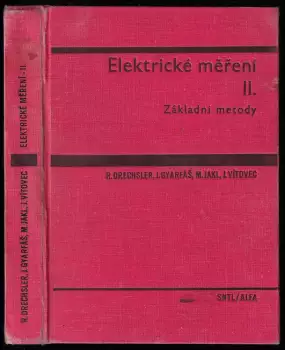 Elektrické měření
II.
Základní metody
R. DRECHSLER, J. GYARFÁŠ, M. JAKL, J. VÍTOVEC
SNTL/ALFA
ELEKTRICKÉ MĚŘENÍ - II.
R. DRECHSLER, J. GYARFÁŠ, M. JAKL, J. VÍTOVEC